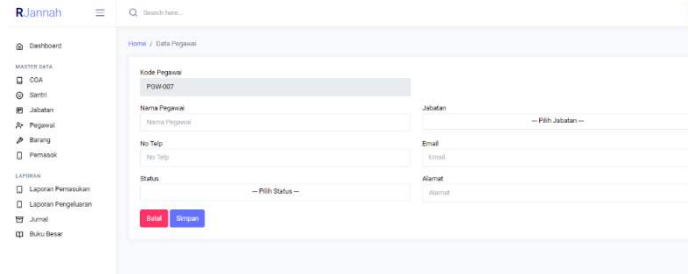 RJannah
Search here...
Dashboard
MASTER DATA
COA
Santri
Jabatan
Pegawai
Barang
Pemasok
LAPORAN
Laporan Pemasukan
Laporan Pengeluaran
Jurnal
Buku Besar
Home / Data Pegawai
Kode Pegawai
PGW-007
Nama Pegawai
Nama Pegawai
Jabatan
-- Pilih Jabatan --
No Telp
No Telp
Email
Email
Status
-- Pilih Status --
Alamat
Alamat
Batal
Simpan